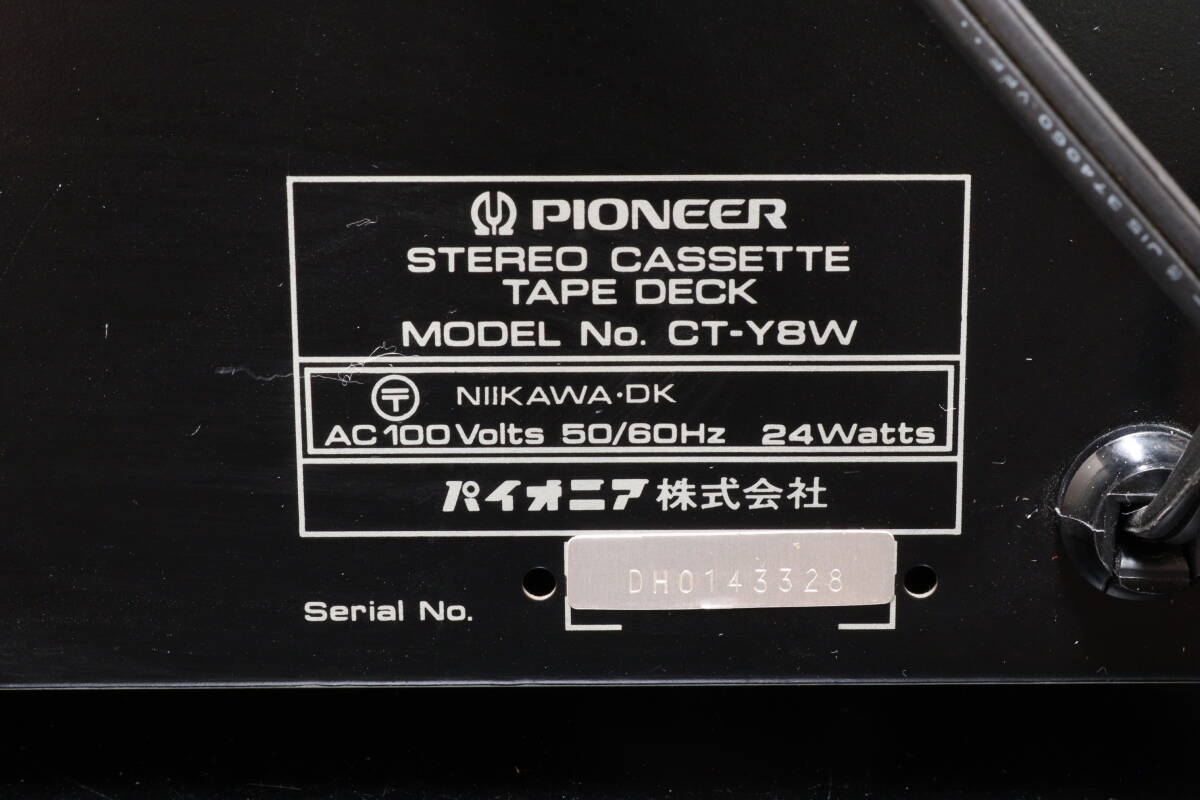 PIONEER
STEREO CASSETTE
TAPE DECK
MODEL No. CT-Y8W
〒 NIIKAWA・DK
AC 100 Volts 50/60Hz 24 Watts
パイオニア株式会社
DH0143328
Serial No.